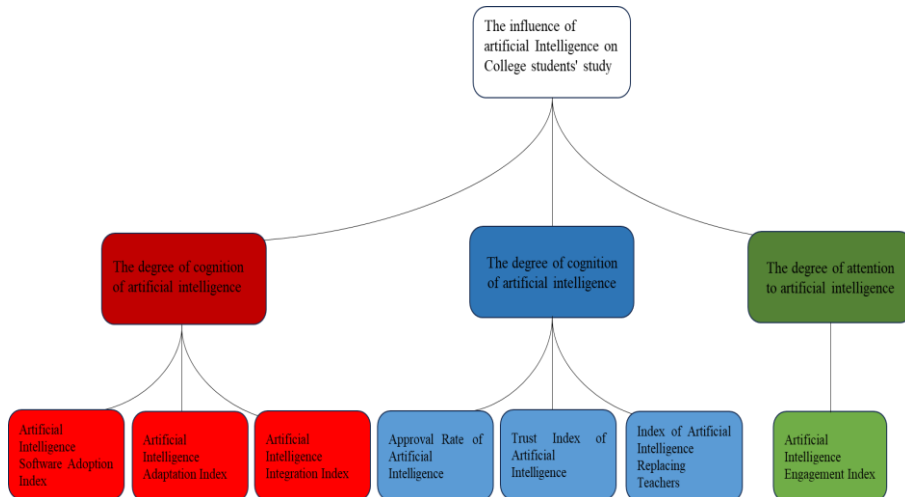 The influence of
artificial Intelligence on
College students' study
The degree of cognition
of artificial intelligence
The degree of cognition
of artificial intelligence
The degree of attention
to artificial intelligence
Artificial
Intelligence
Software Adoption
Index
Artificial
Intelligence
Adaptation Index
Artificial
Intelligence
Integration Index
Approval Rate of
Artificial
Intelligence
Trust Index of
Artificial
Intelligence
Index of Artificial
Intelligence
Replacing
Teachers
Artificial
Intelligence
Engagement Index